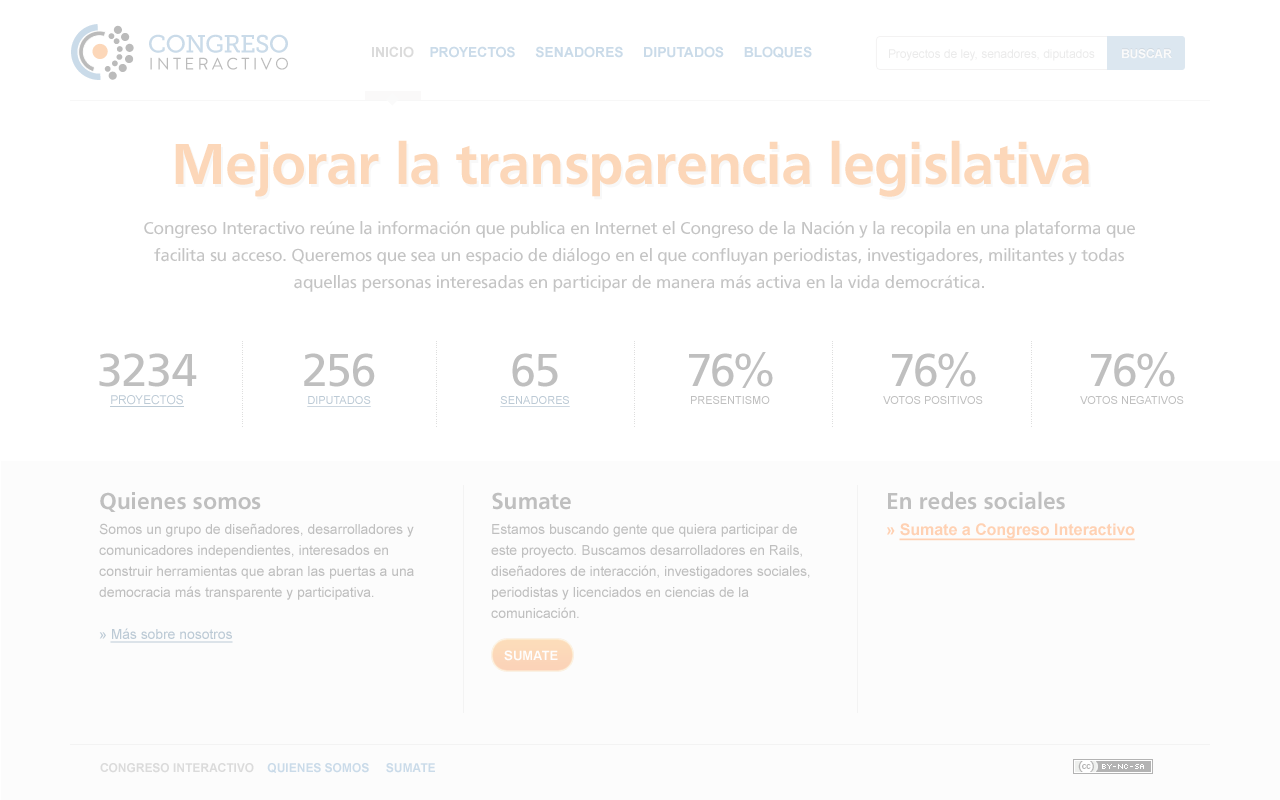 CONGRESO
INTERACTIVO
INICIO PROYECTOS SENADORES DIPUTADOS BLOQUES
Proyectos de ley, senadores, diputados BUSCAR
Mejorar la transparencia legislativa
Congreso Interactivo reúne la información que publica en Internet el Congreso de la Nación y la recopila en una plataforma que
facilita su acceso. Queremos que sea un espacio de diálogo en el que confluyan periodistas, investigadores, militantes y todas
aquellas personas interesadas en participar de manera más activa en la vida democrática.
3234
PROYECTOS
256
DIPUTADOS
65
SENADORES
76%
PRESENTISMO
76%
VOTOS POSITIVOS
76%
VOTOS NEGATIVOS
Quienes somos
Somos un grupo de diseñadores, desarrolladores y
comunicadores independientes, interesados en
construir herramientas que abran las puertas a una
democracia más transparente y participativa.
» Más sobre nosotros
Sumate
Estamos buscando gente que quiera participar de
este proyecto. Buscamos desarrolladores en Rails,
diseñadores de interacción, investigadores sociales,
periodistas y licenciados en ciencias de la
comunicación.
SUMATE
En redes sociales
» Sumate a Congreso Interactivo
CONGRESO INTERACTIVO QUIENES SOMOS SUMATE
cc BY-NC-SA